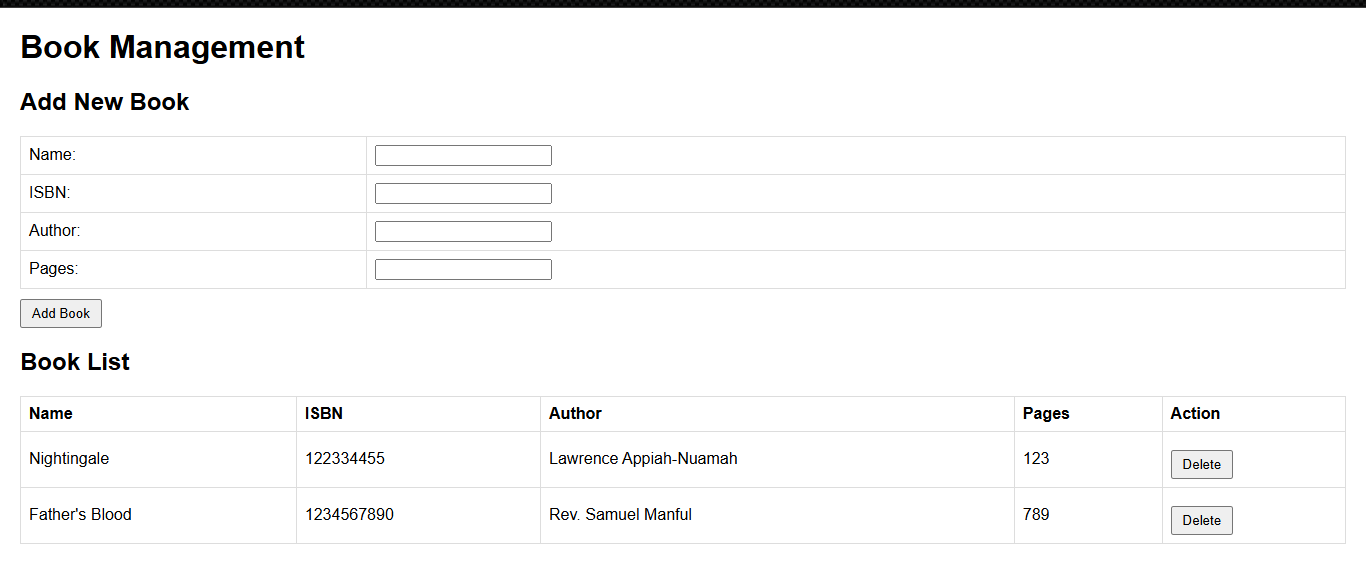 Book Management
Add New Book
Name:
ISBN:
Author:
Pages:
Add Book
Book List
Name ISBN Author Pages Action
Nightingale 122334455 Lawrence Appiah-Nuamah 123 Delete
Father's Blood 1234567890 Rev. Samuel Manful 789 Delete